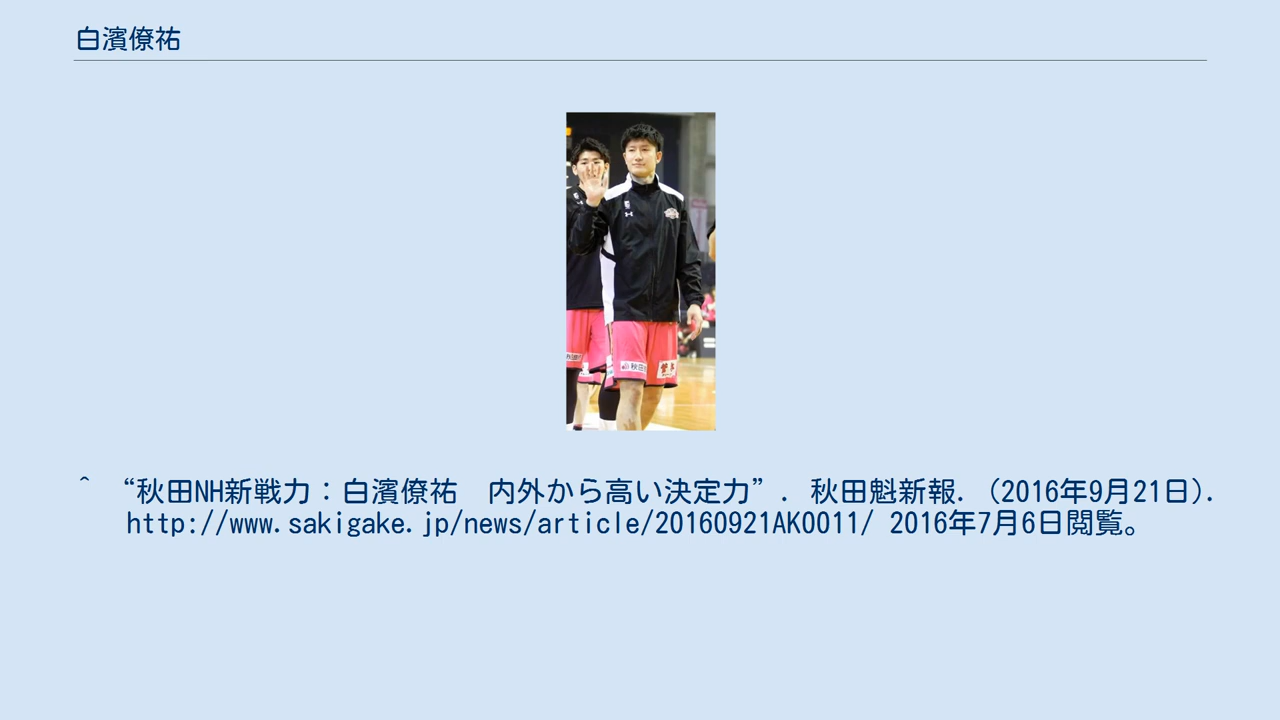 白濱僚祐
秋田
^ “秋田NH新戦力：白濱僚祐　内外から高い決定力”. 秋田魁新報. (2016年9月21日).
http://www.sakigake.jp/news/article/20160921AK0011/ 2016年7月6日閲覧。